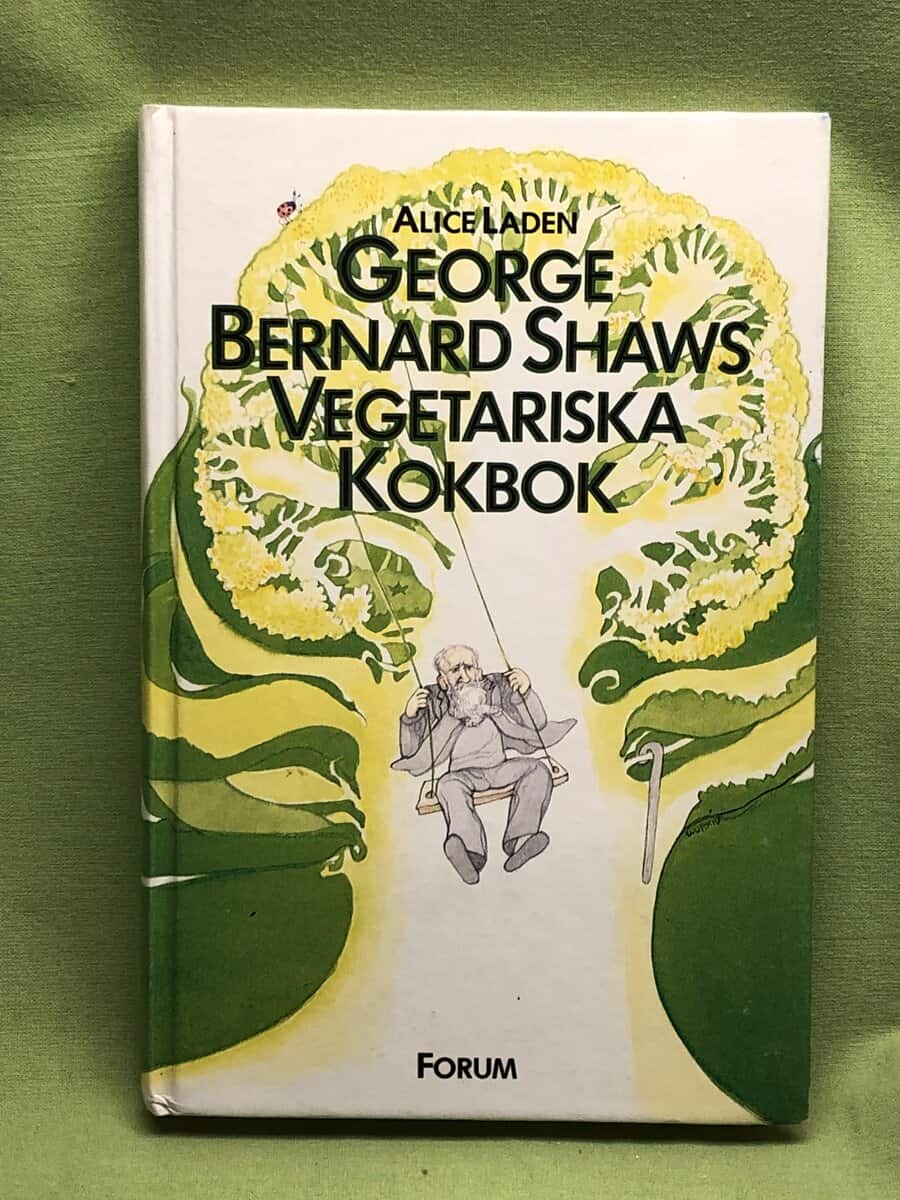 ALICE LADEN
GEORGE
BERNARD SHAWS
VEGETARISKA
KOKBOK
FORUM